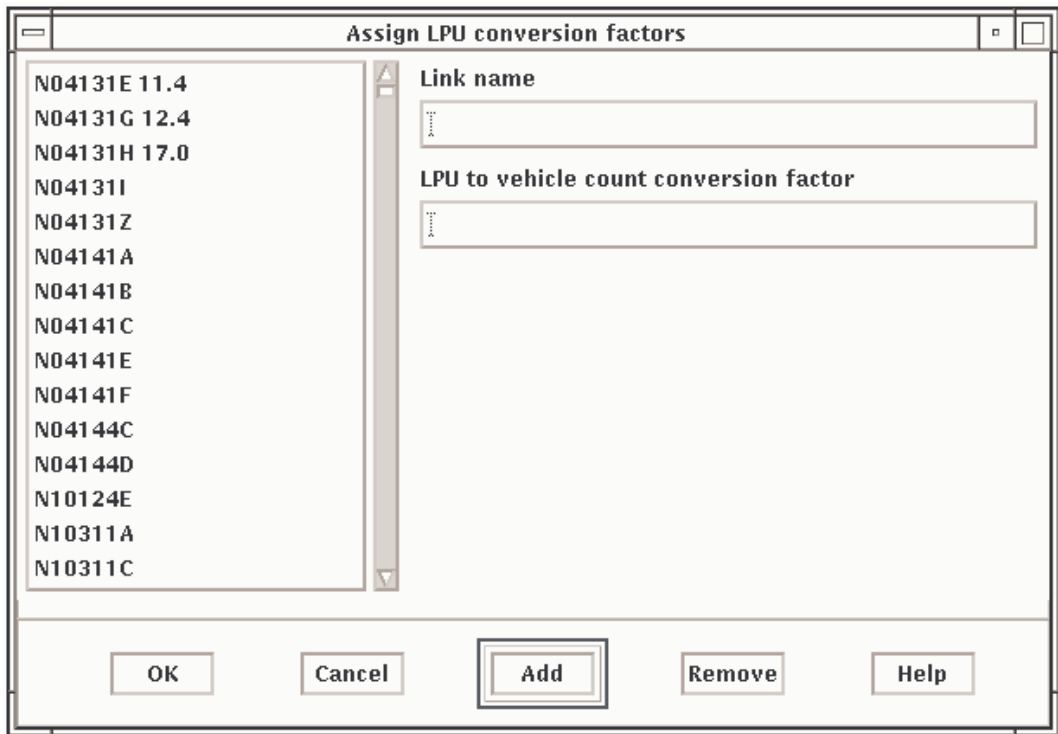 Assign LPU conversion factors
N04131E 11.4
N04131G 12.4
N04131H 17.0
N04131I
N04131Z
N04141A
N04141B
N04141C
N04141E
N04141F
N04144C
N04144D
N10124E
N10311A
N10311C
Link name
LPU to vehicle count conversion factor
OK Cancel Add Remove Help